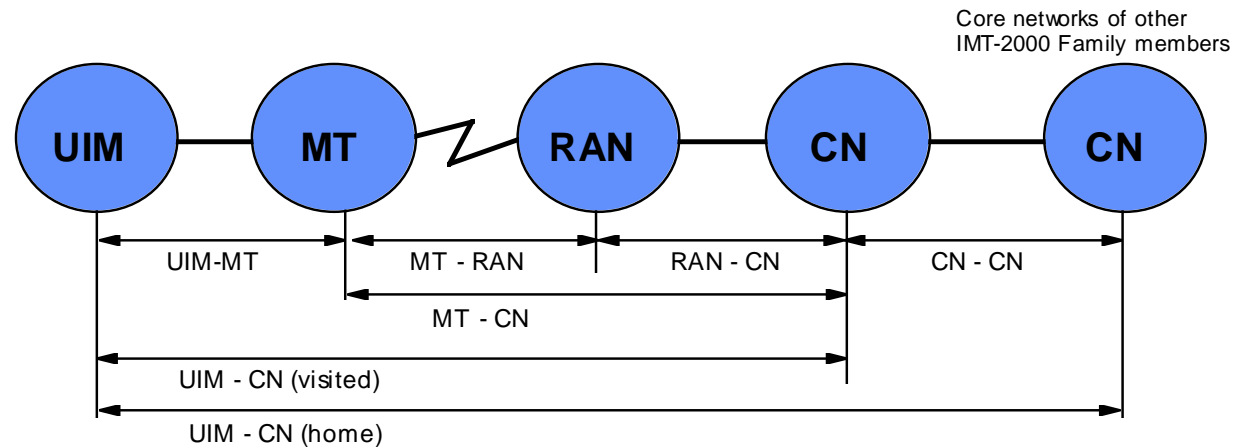 Core networks of other
IMT-2000 Family members
UIM
MT
RAN
CN
CN
UIM-MT
MT - RAN
RAN - CN
CN - CN
MT - CN
UIM - CN (visited)
UIM - CN (home)